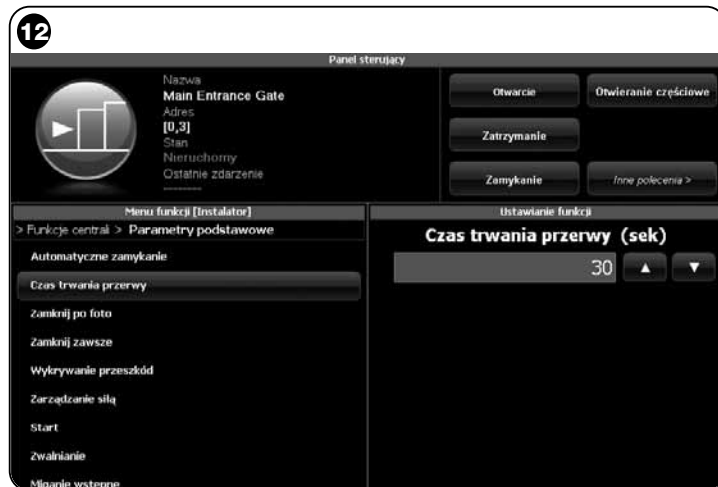 12
Panel sterujący
Nazwa
Main Entrance Gate
Adres
[0,3]
Stan
Nieruchomy
Ostatnie zdarzenie
--------
Otwarcie
Otwieranie częściowe
Zatrzymanie
Zamykanie
Inne polecenia >
Menu funkcji [Instalator]
> Funkcje centrali > Parametry podstawowe
Automatyczne zamykanie
Czas trwania przerwy
Zamknij po foto
Zamknij zawsze
Wykrywanie przeszkód
Zarządzanie siłą
Start
Zwalnianie
Miganie wstępne
Ustawianie funkcji
Czas trwania przerwy (sek)
30